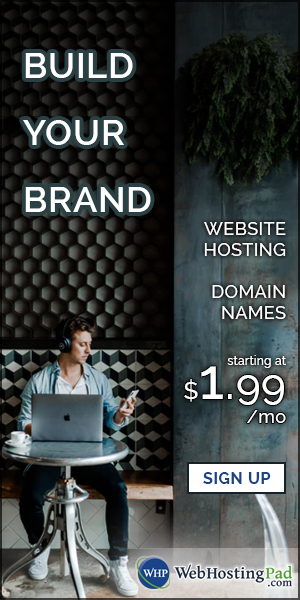 BUILD
YOUR
BRAND
WEBSITE
HOSTING
DOMAIN
NAMES
starting at
$1.99
/mo
SIGN UP
WHP WebHostingPad
.com